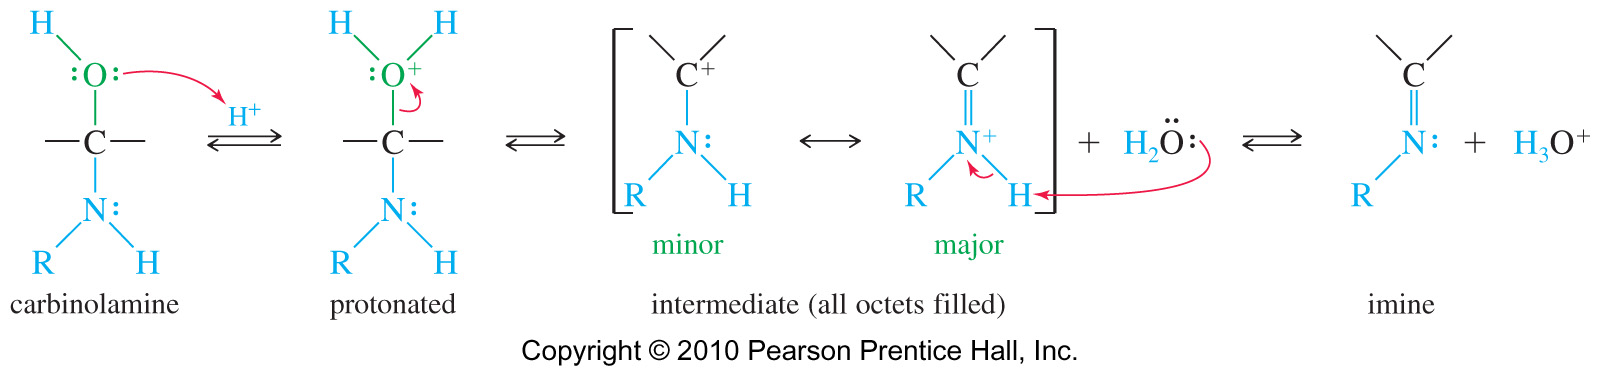 H H H
:O: :O+ C+ C C
H+
C C N: N+ + H₂Ö: N: + H₃O+
R H R H R
N: N:
minor major
R H R H
carbinolamine protonated intermediate (all octets filled) imine
Copyright © 2010 Pearson Prentice Hall, Inc.